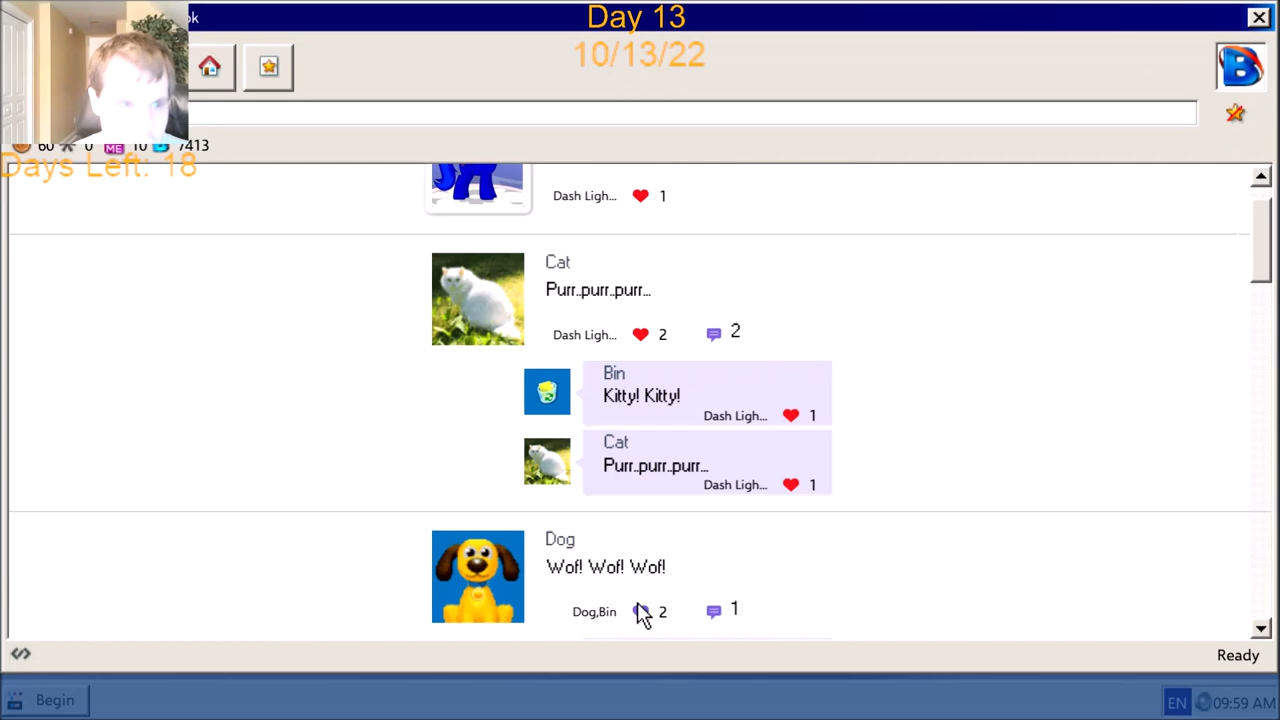 ok
Day 13
10/13/22
60 0 ME 10 7413
Days Left: 18
Dash Ligh... 1
Cat
Purr..purr..purr...
Dash Ligh... 2 2
Bin
Kitty! Kitty!
Dash Ligh... 1
Cat
Purr..purr..purr...
Dash Ligh... 1
Dog
Wof! Wof! Wof!
Dog,Bin 2 1
Ready
Begin
EN 09:59 AM